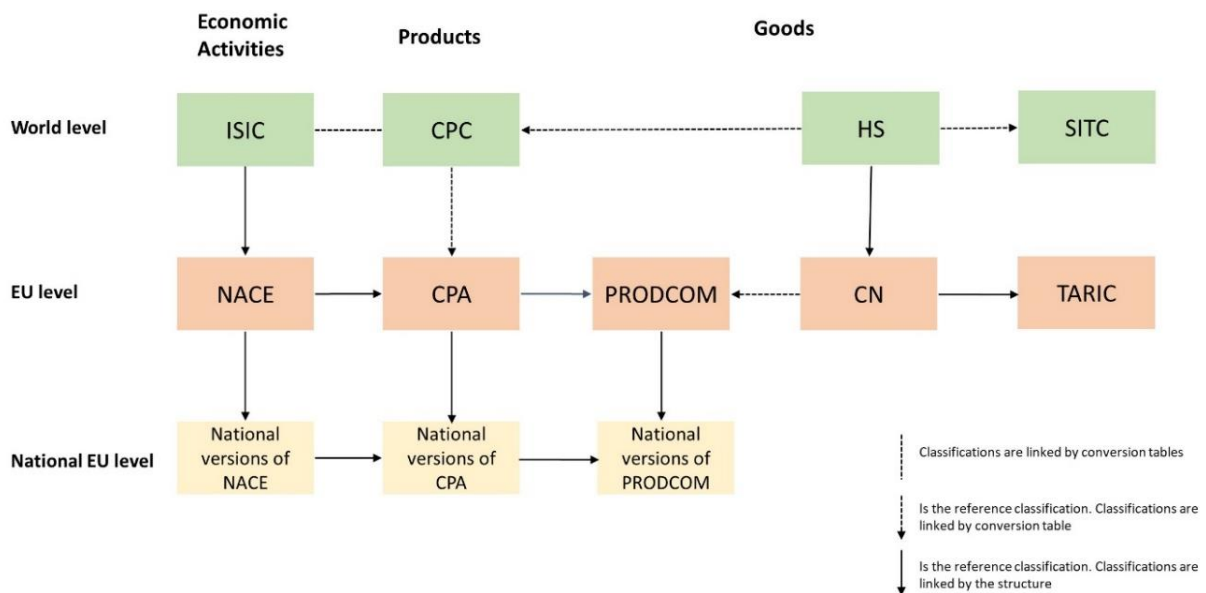 Economic
Activities
Products
Goods
World level
ISIC
CPC
HS
SITC
EU level
NACE
CPA
PRODCOM
CN
TARIC
National EU level
National
versions of
NACE
National
versions of
CPA
National
versions of
PRODCOM
Classifications are linked by conversion tables
Is the reference classification. Classifications are
linked by conversion table
Is the reference classification. Classifications are
linked by the structure